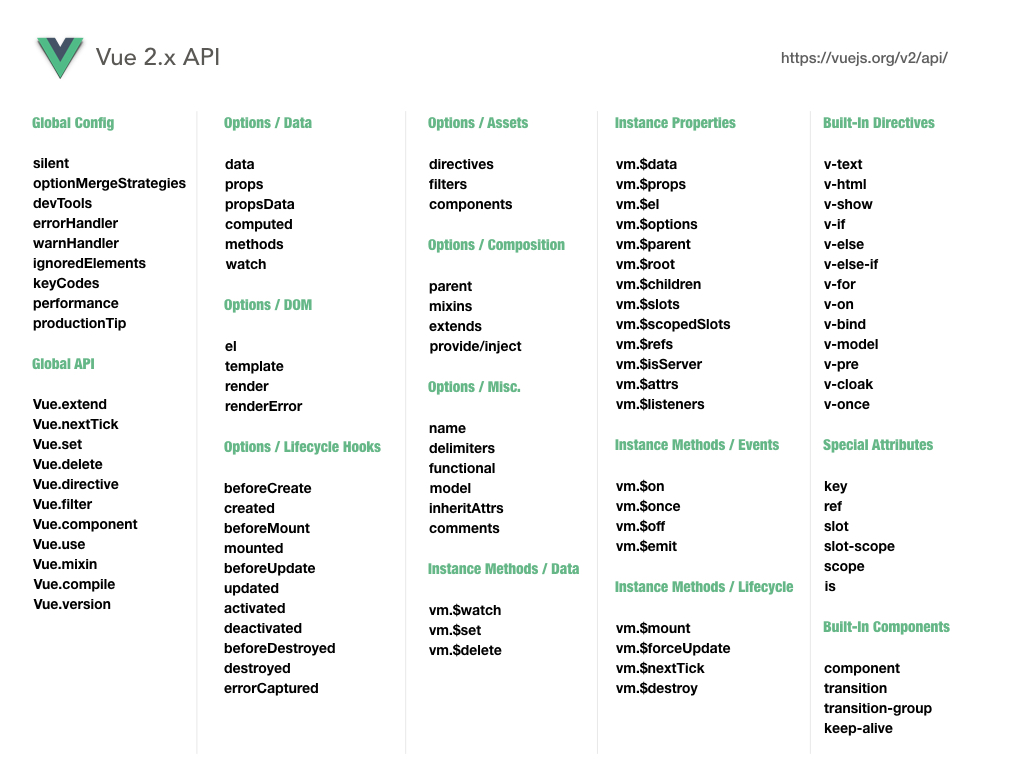 Vue 2.x API
https://vuejs.org/v2/api/
Global Config
silent
optionMergeStrategies
devTools
errorHandler
warnHandler
ignoredElements
keyCodes
performance
productionTip
Global API
Vue.extend
Vue.nextTick
Vue.set
Vue.delete
Vue.directive
Vue.filter
Vue.component
Vue.use
Vue.mixin
Vue.compile
Vue.version
Options / Data
data
props
propsData
computed
methods
watch
Options / DOM
el
template
render
renderError
Options / Lifecycle Hooks
beforeCreate
created
beforeMount
mounted
beforeUpdate
updated
activated
deactivated
beforeDestroyed
destroyed
errorCaptured
Options / Assets
directives
filters
components
Options / Composition
parent
mixins
extends
provide/inject
Options / Misc.
name
delimiters
functional
model
inheritAttrs
comments
Instance Methods / Data
vm.$watch
vm.$set
vm.$delete
Instance Properties
vm.$data
vm.$props
vm.$el
vm.$options
vm.$parent
vm.$root
vm.$children
vm.$slots
vm.$scopedSlots
vm.$refs
vm.$isServer
vm.$attrs
vm.$listeners
Instance Methods / Events
vm.$on
vm.$once
vm.$off
vm.$emit
Instance Methods / Lifecycle
vm.$mount
vm.$forceUpdate
vm.$nextTick
vm.$destroy
Built-In Directives
v-text
v-html
v-show
v-if
v-else
v-else-if
v-for
v-on
v-bind
v-model
v-pre
v-cloak
v-once
Special Attributes
key
ref
slot
slot-scope
scope
is
Built-In Components
component
transition
transition-group
keep-alive